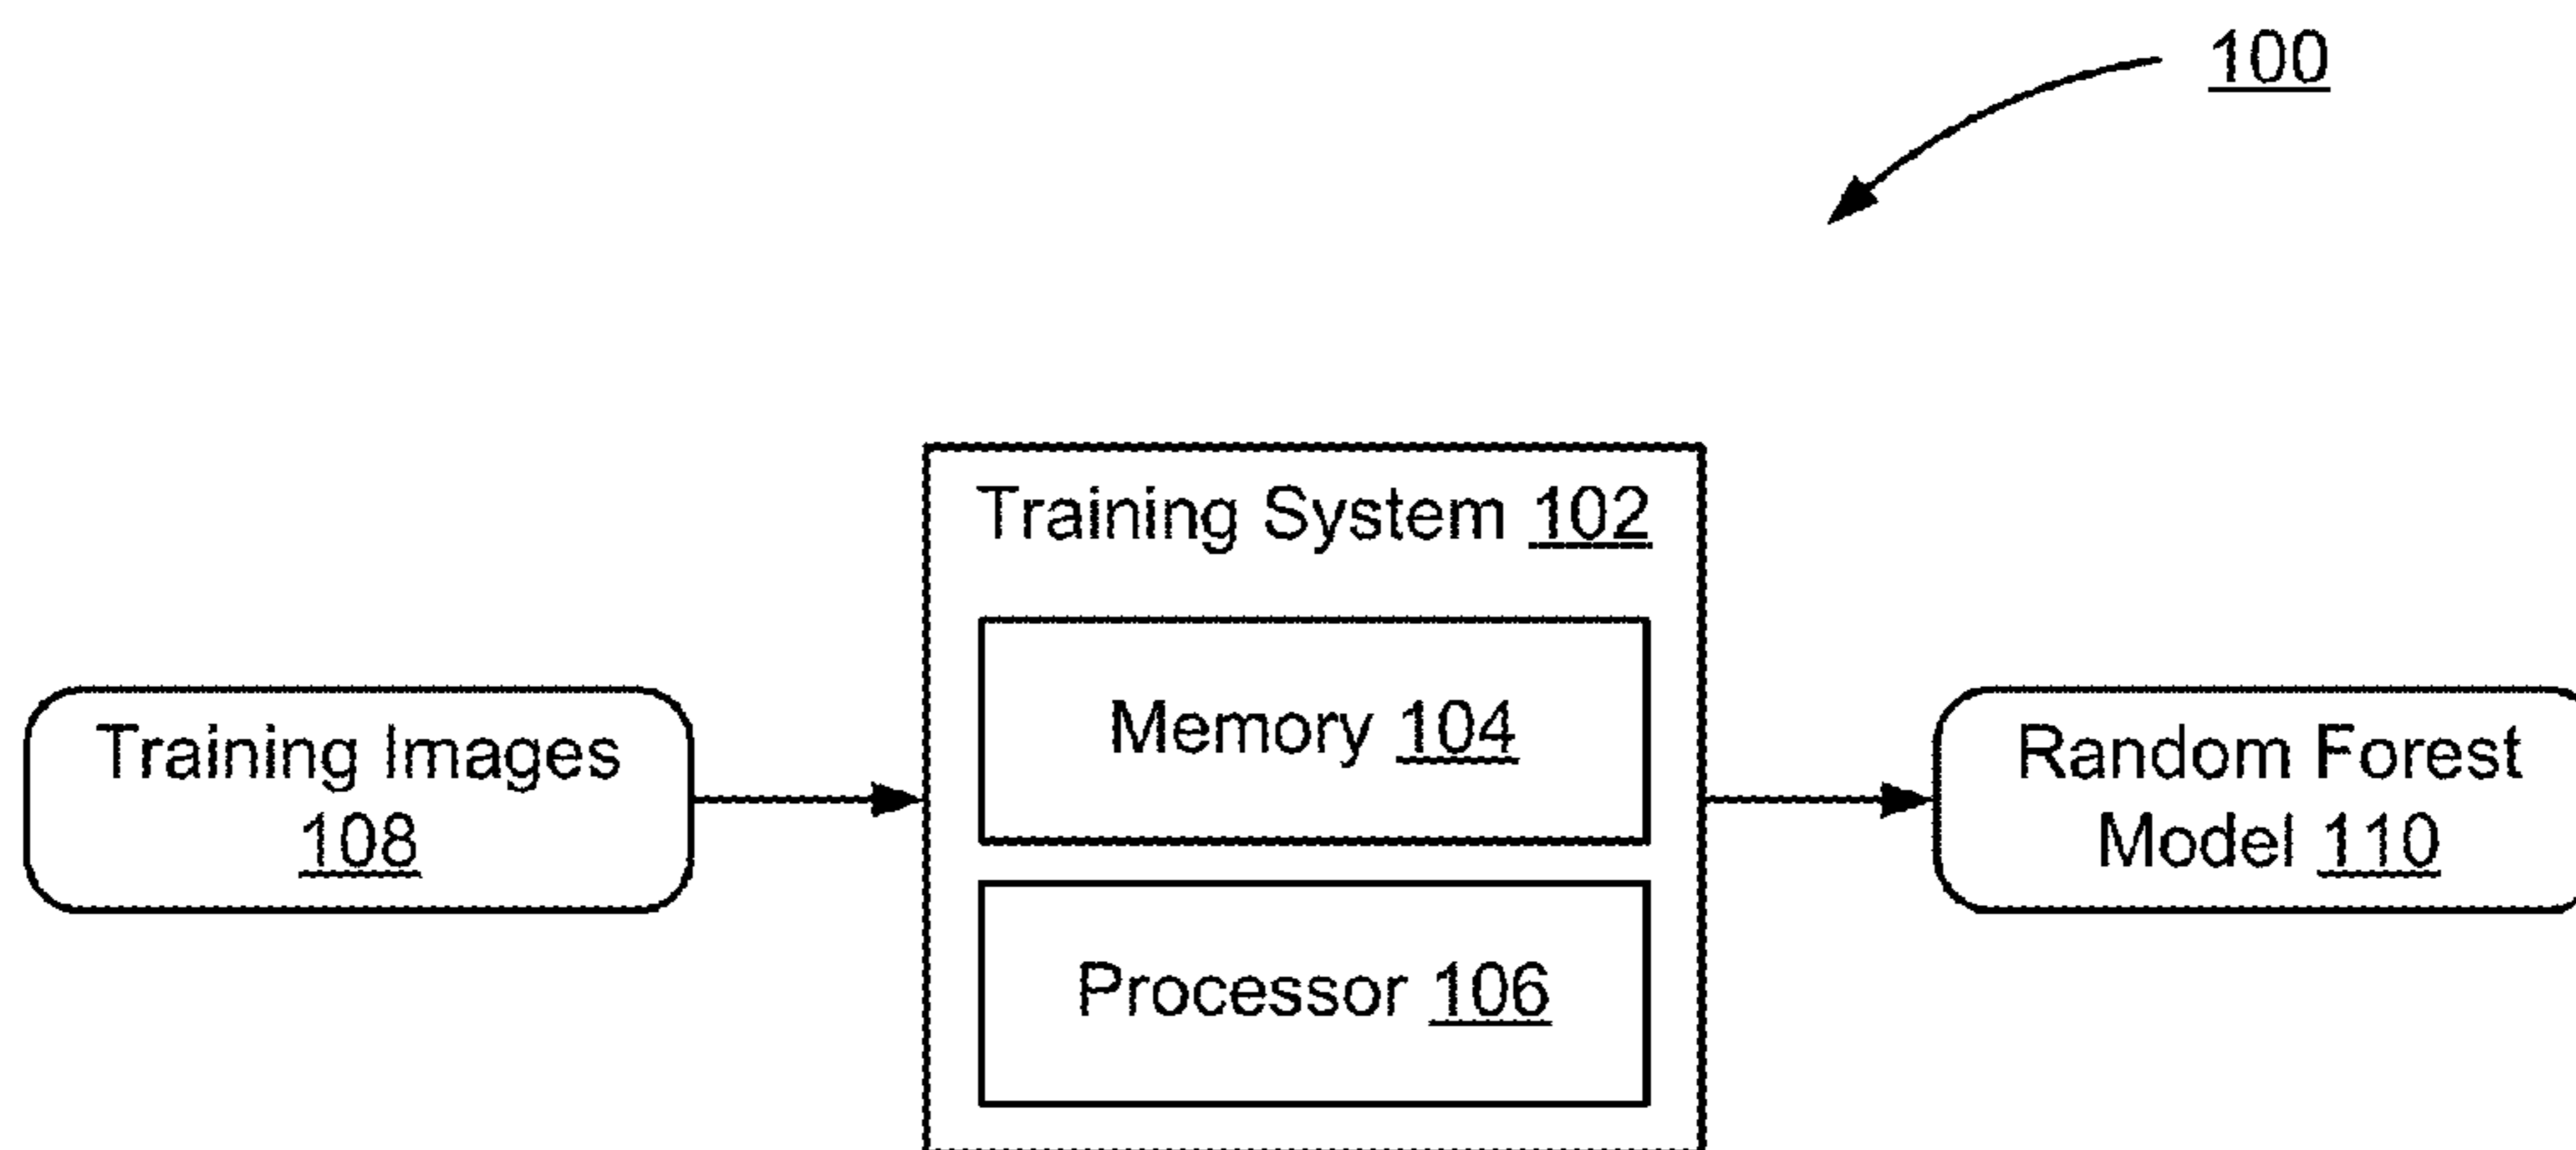 100
Training System 102
Memory 104
Training Images
108
Random Forest
Model 110
Processor 106